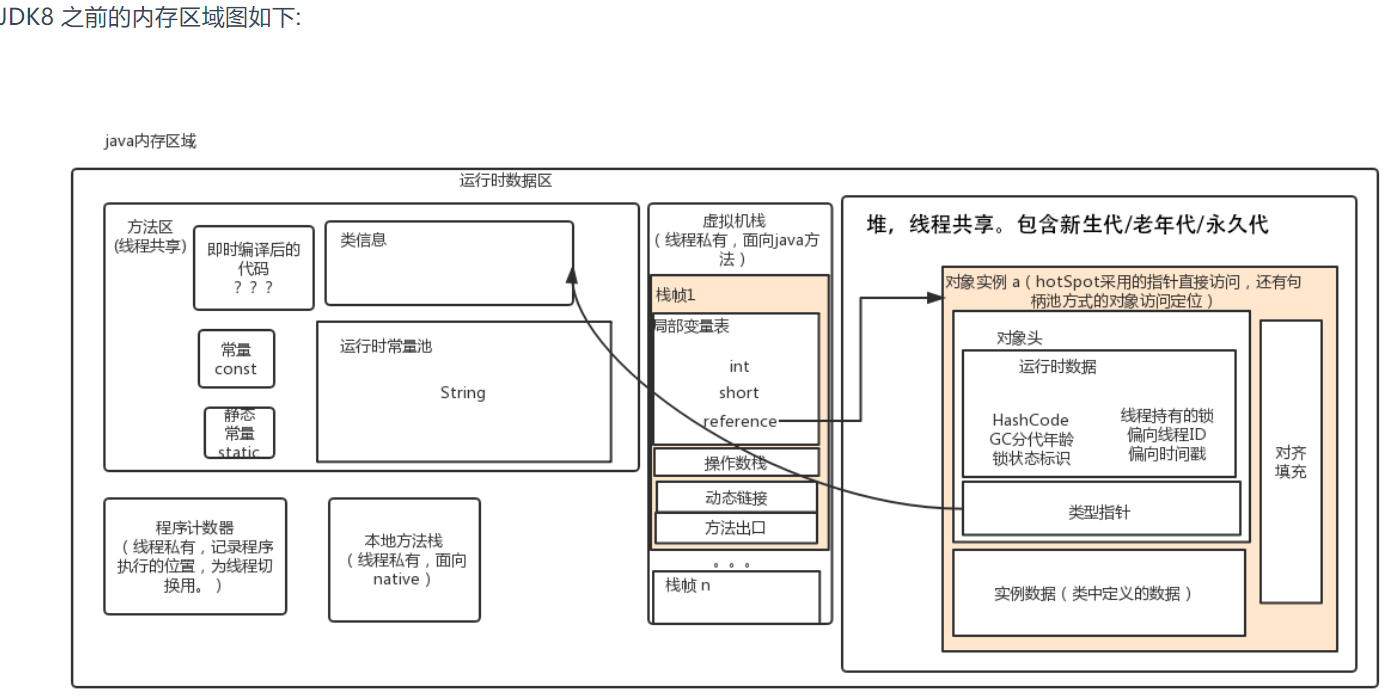 JDK8 之前的内存区域图如下:
java内存区域
运行时数据区
方法区
(线程共享)
即时编译后的
代码
？？？
类信息
常量
const
运行时常量池
String
静态
常量
static
程序计数器
（线程私有，记录程序
执行的位置，为线程切
换用。）
本地方法栈
（线程私有，面向
native）
虚拟机栈
（线程私有，面向java方
法）
栈帧1
局部变量表
int
short
reference
操作数栈
动态链接
方法出口
。。。
栈帧 n
堆，线程共享。包含新生代/老年代/永久代
对象实例 a（hotSpot采用的指针直接访问，还有句
柄池方式的对象访问定位）
对象头
运行时数据
HashCode
GC分代年龄
锁状态标识
线程持有的锁
偏向线程ID
偏向时间戳
类型指针
实例数据（类中定义的数据）
对齐
填充